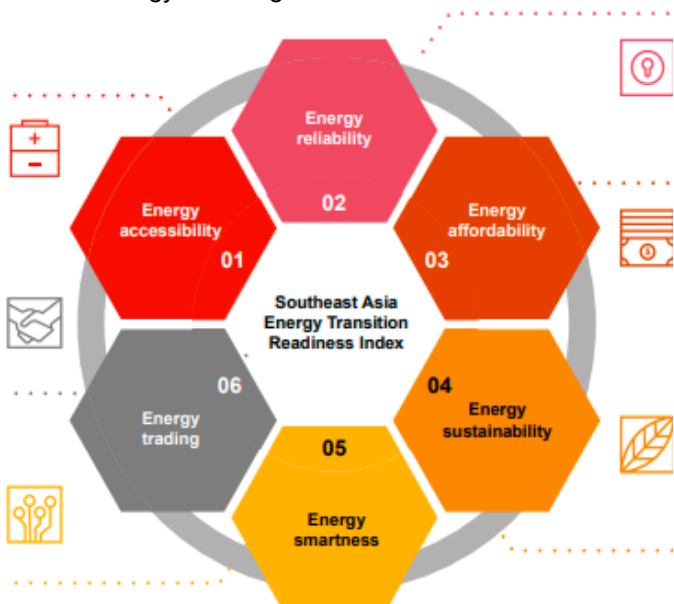 Energy
reliability
02
Energy
accessibility
01
Energy
affordability
03
Southeast Asia
Energy Transition
Readiness Index
04
Energy
sustainability
05
Energy
smartness
06
Energy
trading